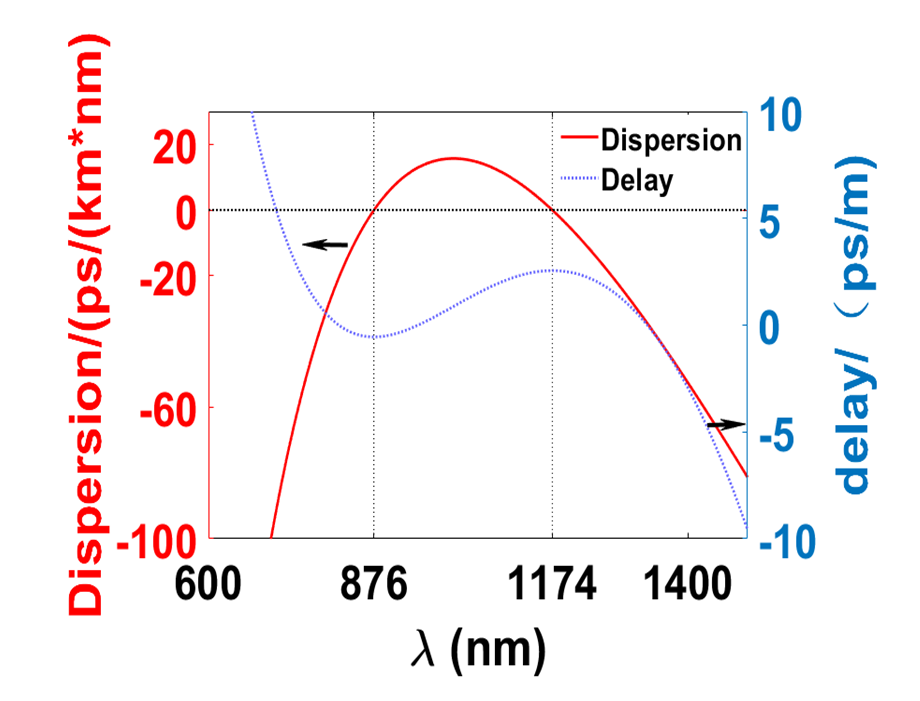 Dispersion/(ps/(km*nm)
20
0
-20
-60
-100
Dispersion
Delay
10
5
0
-5
-10
delay/（ps/m)
600
876
1174
1400
λ (nm)